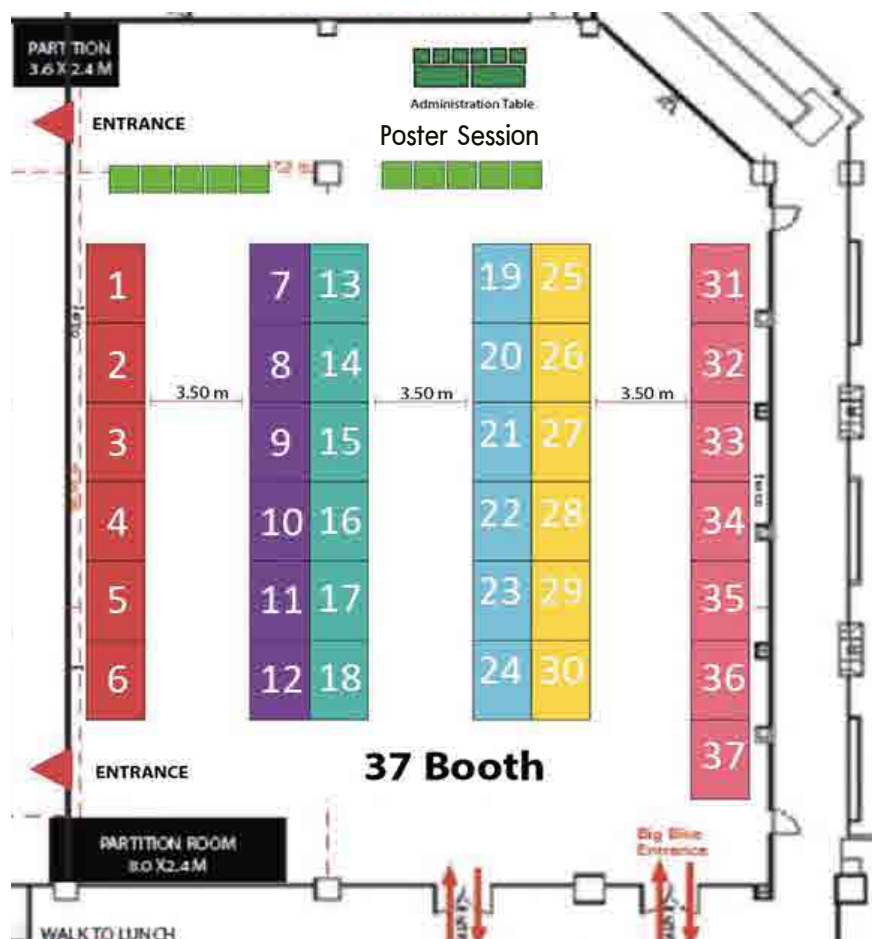 PARTITION
3.6 X 2.4 M
Administration Table
ENTRANCE
Poster Session
1 7 13 19 25 31
2 8 14 20 26 32
3.50 m 3.50 m 3.50 m
3 9 15 21 27 33
4 10 16 22 28 34
5 11 17 23 29 35
6 12 18 24 30 36
37 Booth
37
ENTRANCE
PARTITION ROOM
8.0 X2.4 M
Big Blue
Entrance
WALK TO LUNCH